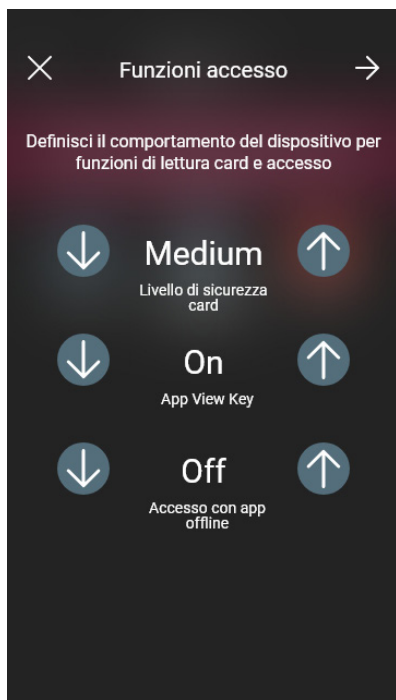 Funzioni accesso
Definisci il comportamento del dispositivo per
funzioni di lettura card e accesso
Medium
Livello di sicurezza
card
On
App View Key
Off
Accesso con app
offline